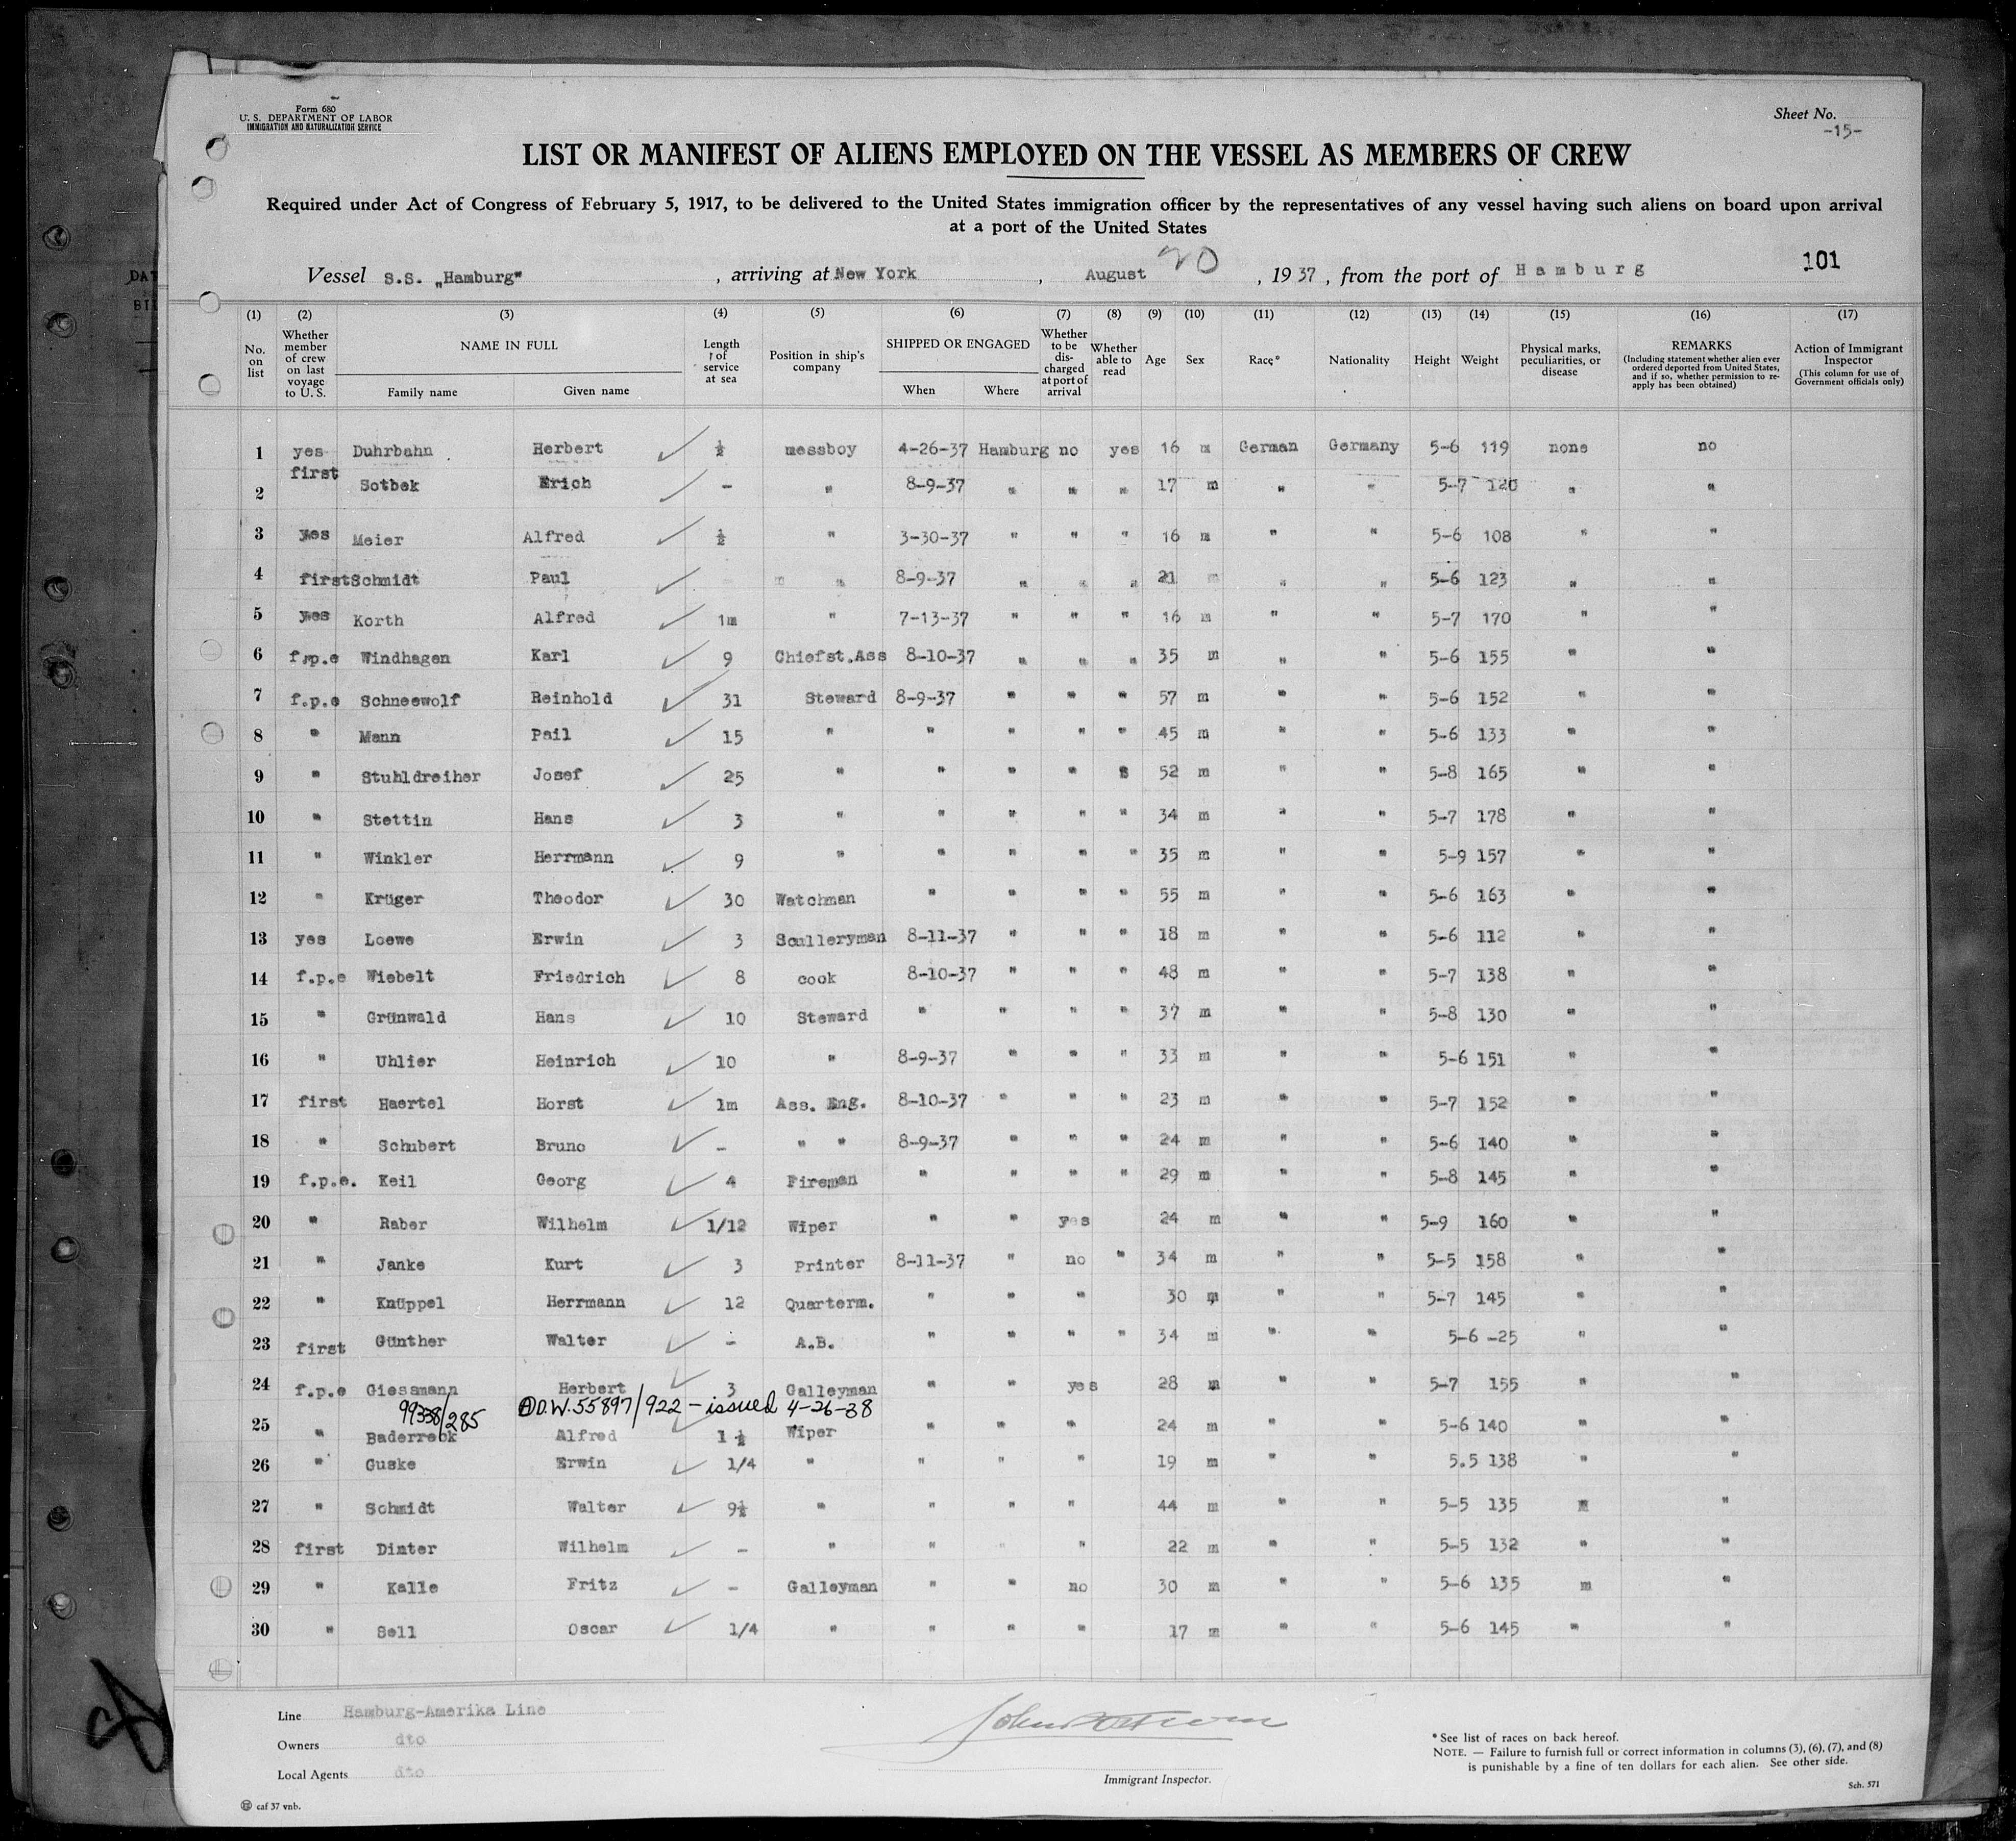 Form 680
U. S. DEPARTMENT OF LABOR
IMMIGRATION AND NATURALIZATION SERVICE
Sheet No.
-15-
LIST OR MANIFEST OF ALIENS EMPLOYED ON THE VESSEL AS MEMBERS OF CREW
Required under Act of Congress of February 5, 1917, to be delivered to the United States immigration officer by the representatives of any vessel having such aliens on board upon arrival
at a port of the United States
Vessel S.S. „Hamburg" , arriving at New York , August 20 , 1937 , from the port of Hamburg 101
(1) (2) (3) (4) (5) (6) (7) (8) (9) (10) (11) (12) (13) (14) (15) (16) (17)
No. on list Whether member of crew on last voyage to U. S. NAME IN FULL Family name Given name Length of service at sea Position in ship's company SHIPPED OR ENGAGED When Where Whether to be discharged at port of arrival Whether able to read Age Sex Race* Nationality Height Weight Physical marks, peculiarities, or disease REMARKS (Including statement whether alien ever ordered deported from United States, and if so, whether permission to re-apply has been obtained) Action of Immigrant Inspector (This column for use of Government officials only)
1 yes Duhrbahn Herbert ½ messboy 4-26-37 Hamburg no yes 16 m German Germany 5-6 119 none no
2 first Sotbek Erich - " 8-9-37 " " " 17 m " " 5-7 120 " "
3 yes Meier Alfred ½ " 3-30-37 " " " 16 m " " 5-6 108 " "
4 first Schmidt Paul " 8-9-37 " " " 21 m " " 5-6 123 " "
5 yes Korth Alfred 1m " 7-13-37 " " " 16 m " " 5-7 170 " "
6 f.p.e Windhagen Karl 9 Chiefst.Ass 8-10-37 " " " 35 m " " 5-6 155 " "
7 f.p.e Schneewolf Reinhold 31 Steward 8-9-37 " " " 57 m " " 5-6 152 " "
8 " Mann Pail 15 " " " " " 45 m " " 5-6 133 " "
9 " Stuhldreiher Josef 25 " " " " " 52 m " " 5-8 165 " "
10 " Stettin Hans 3 " " " " " 34 m " " 5-7 178 " "
11 " Winkler Herrmann 9 " " " " " 35 m " " 5-9 157 " "
12 " Krüger Theodor 30 Watchman " " " " 55 m " " 5-6 163 " "
13 yes Loewe Erwin 3 Sculleryman 8-11-37 " " " 18 m " " 5-6 112 " "
14 f.p.e Wiebelt Friedrich 8 cook 8-10-37 " " " 48 m " " 5-7 138 " "
15 " Grünwald Hans 10 Steward " " " " 37 m " " 5-8 130 " "
16 " Uhlier Heinrich 10 " 8-9-37 " " " 33 m " " 5-6 151 " "
17 first Haertel Horst 1m Ass. Eng. 8-10-37 " " " 23 m " " 5-7 152 " "
18 " Schubert Bruno - " " 8-9-37 " " " 24 m " " 5-6 140 " "
19 f.p.e. Keil Georg 4 Fireman " " " " 29 m " " 5-8 145 " "
20 " Raber Wilhelm 1/12 Wiper " " yes 24 m " " 5-9 160 " "
21 " Janke Kurt 3 Printer 8-11-37 " no " 34 m " " 5-5 158 " "
22 " Knüppel Herrmann 12 Quarterm. " " " 30 m " " 5-7 145 " "
23 first Günther Walter - A.B. " " " " 34 m " " 5-6 -25 " "
24 f.p.e Giessmann Herbert 3 Galleyman " " yes 28 m " " 5-7 155 " "
99338/285 D.W. 55897/922 - issued 4-26-38
25 " Baderreck Alfred 1 ½ Wiper " " " 24 m " " 5-6 140 " "
26 " Guske Erwin 1/4 " " " " 19 m " " 5.5 138 " "
27 " Schmidt Walter 9½ " " " " 44 m " " 5-5 135 " "
28 first Dinter Wilhelm - " " " " 22 m " " 5-5 132 " "
29 " Kalle Fritz - Galleyman " " no 30 m " " 5-6 135 m "
30 " Sell Oscar 1/4 " " " " 17 m " " 5-6 145 " "
Line Hamburg-Amerika Line
Owners dto
Local Agents dto
Immigrant Inspector.
* See list of races on back hereof.
NOTE. — Failure to furnish full or correct information in columns (3), (6), (7), and (8)
is punishable by a fine of ten dollars for each alien. See other side.
Sch. 571
caf 37 vnb.